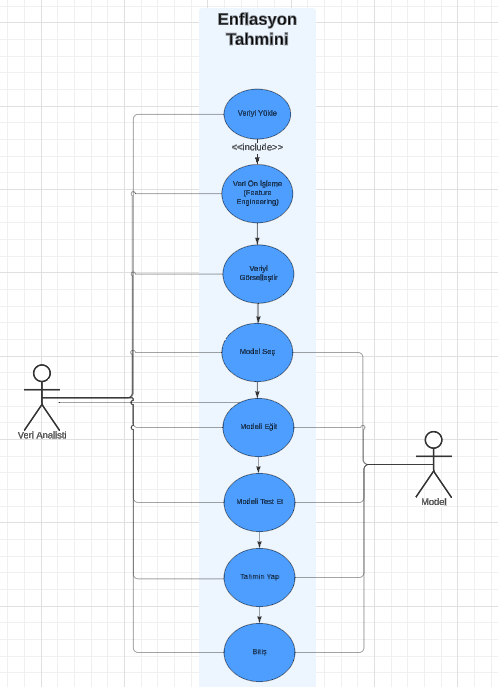 Enflasyon
Tahmini
Veriyi Yükle
<<include>>
Veri Ön İşleme
(Feature
Engineering)
Veriyi
Görselleştir
Model Seç
Modeli Eğit
Veri Analisti
Modeli Test Et
Model
Tahmin Yap
Bitiş